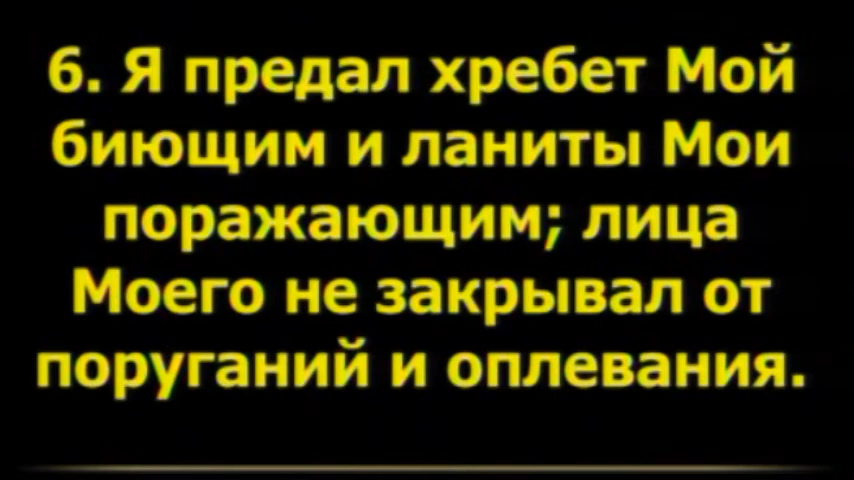 6. Я предал хребет Мой
биющим и ланиты Мои
поражающим; лица
Моего не закрывал от
поруганий и оплевания.